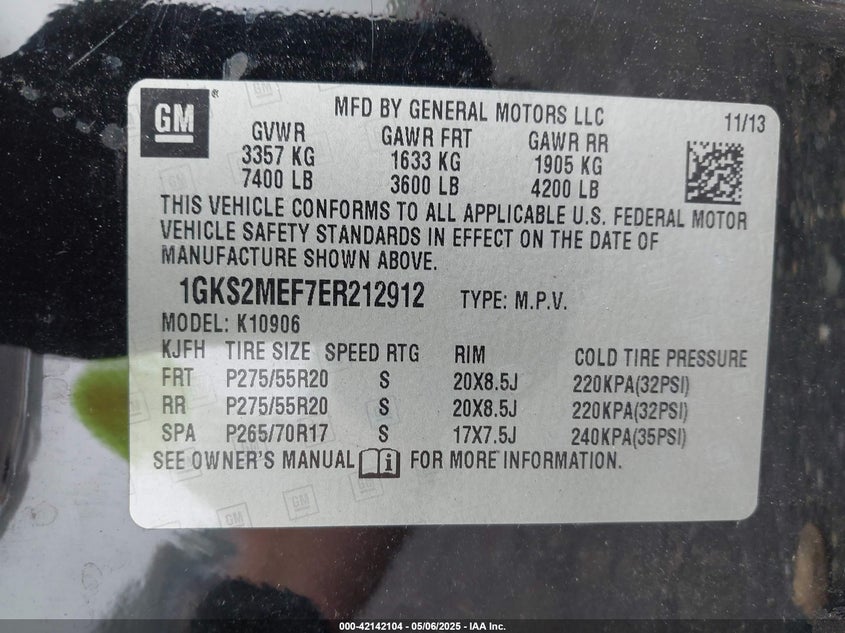 GM
MFD BY GENERAL MOTORS LLC
11/13
GVWR GAWR FRT GAWR RR
3357 KG 1633 KG 1905 KG
7400 LB 3600 LB 4200 LB
THIS VEHICLE CONFORMS TO ALL APPLICABLE U.S. FEDERAL MOTOR
VEHICLE SAFETY STANDARDS IN EFFECT ON THE DATE OF
MANUFACTURE SHOWN ABOVE.
1GKS2MEF7ER212912 TYPE: M.P.V.
MODEL: K10906
KJFH TIRE SIZE SPEED RTG RIM COLD TIRE PRESSURE
FRT P275/55R20 S 20X8.5J 220KPA(32PSI)
RR P275/55R20 S 20X8.5J 220KPA(32PSI)
SPA P265/70R17 S 17X7.5J 240KPA(35PSI)
SEE OWNER'S MANUAL i FOR MORE INFORMATION.
000-42142104 - 05/06/2025 - IAA Inc.